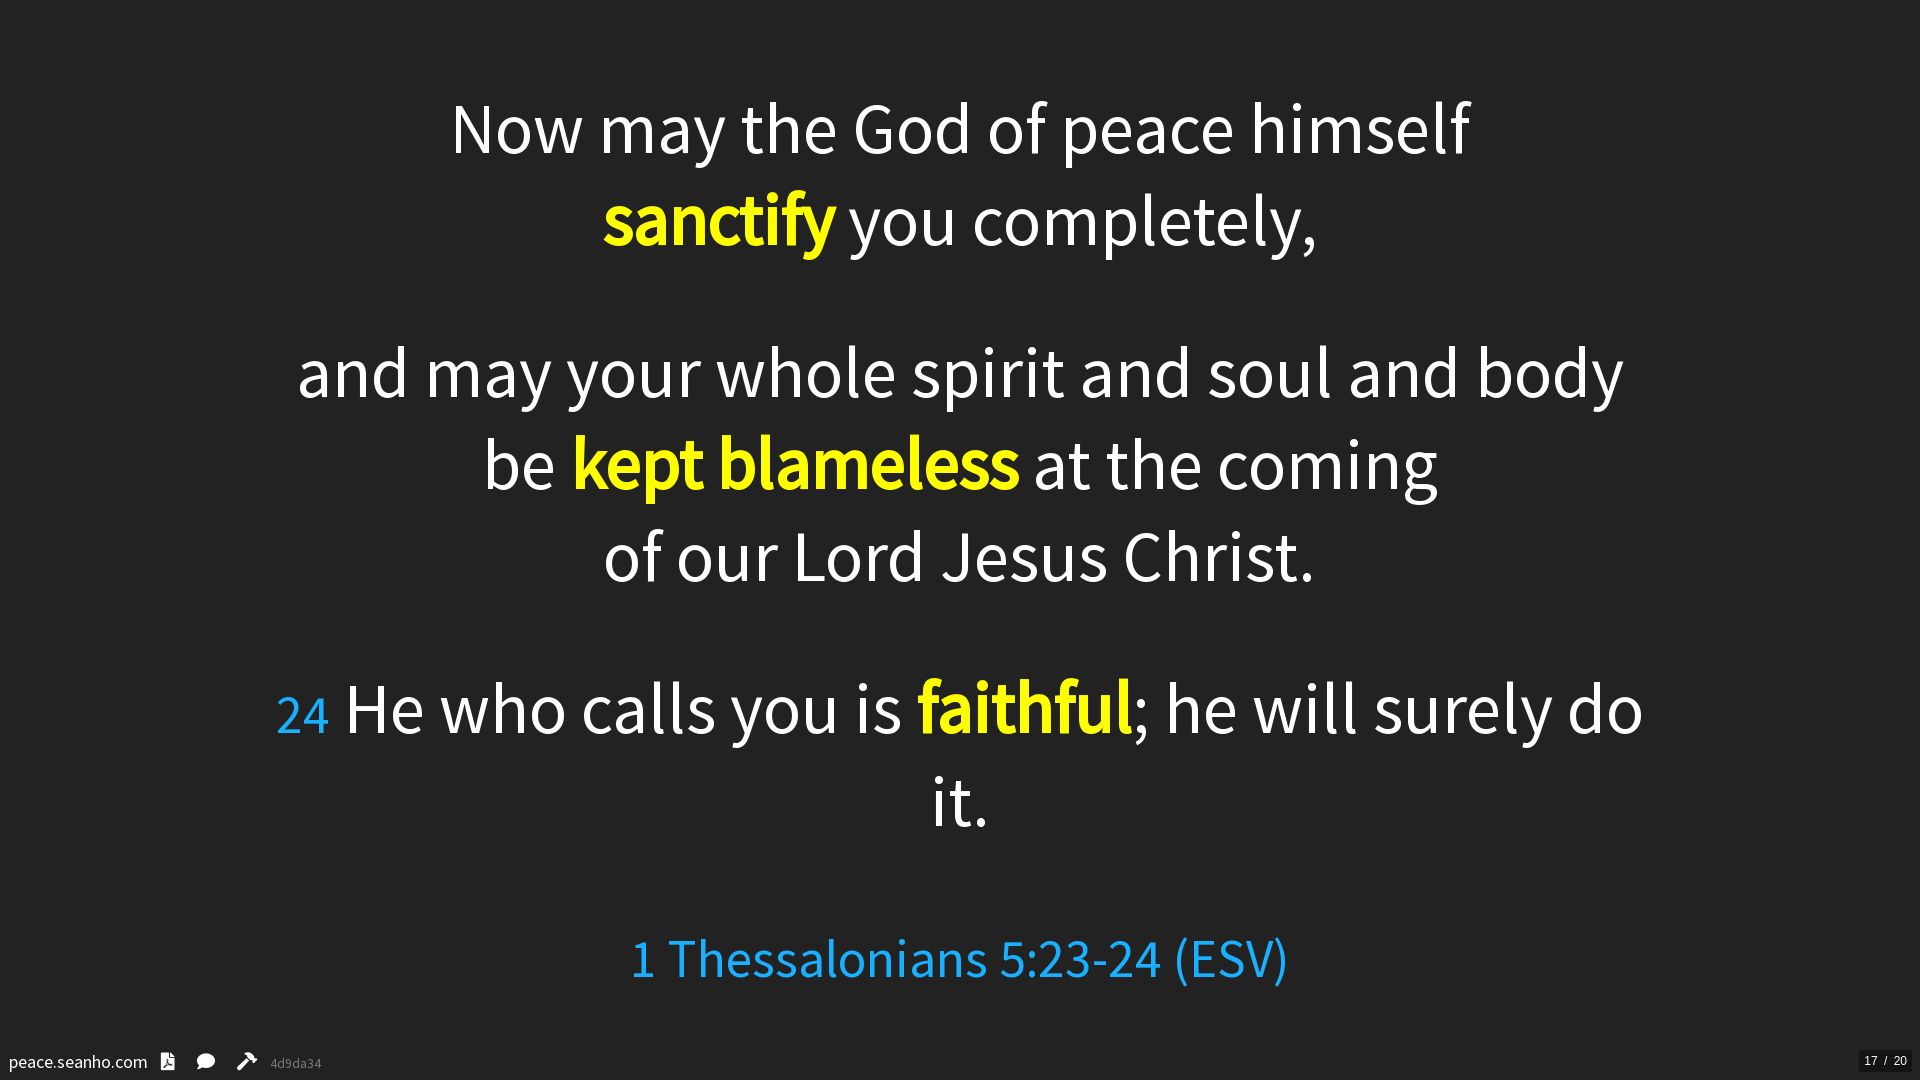 Now may the God of peace himself
sanctify you completely,
and may your whole spirit and soul and body
be kept blameless at the coming
of our Lord Jesus Christ.
24 He who calls you is faithful; he will surely do
it.
1 Thessalonians 5:23-24 (ESV)
peace.seanho.com 4d9da34
17 / 20